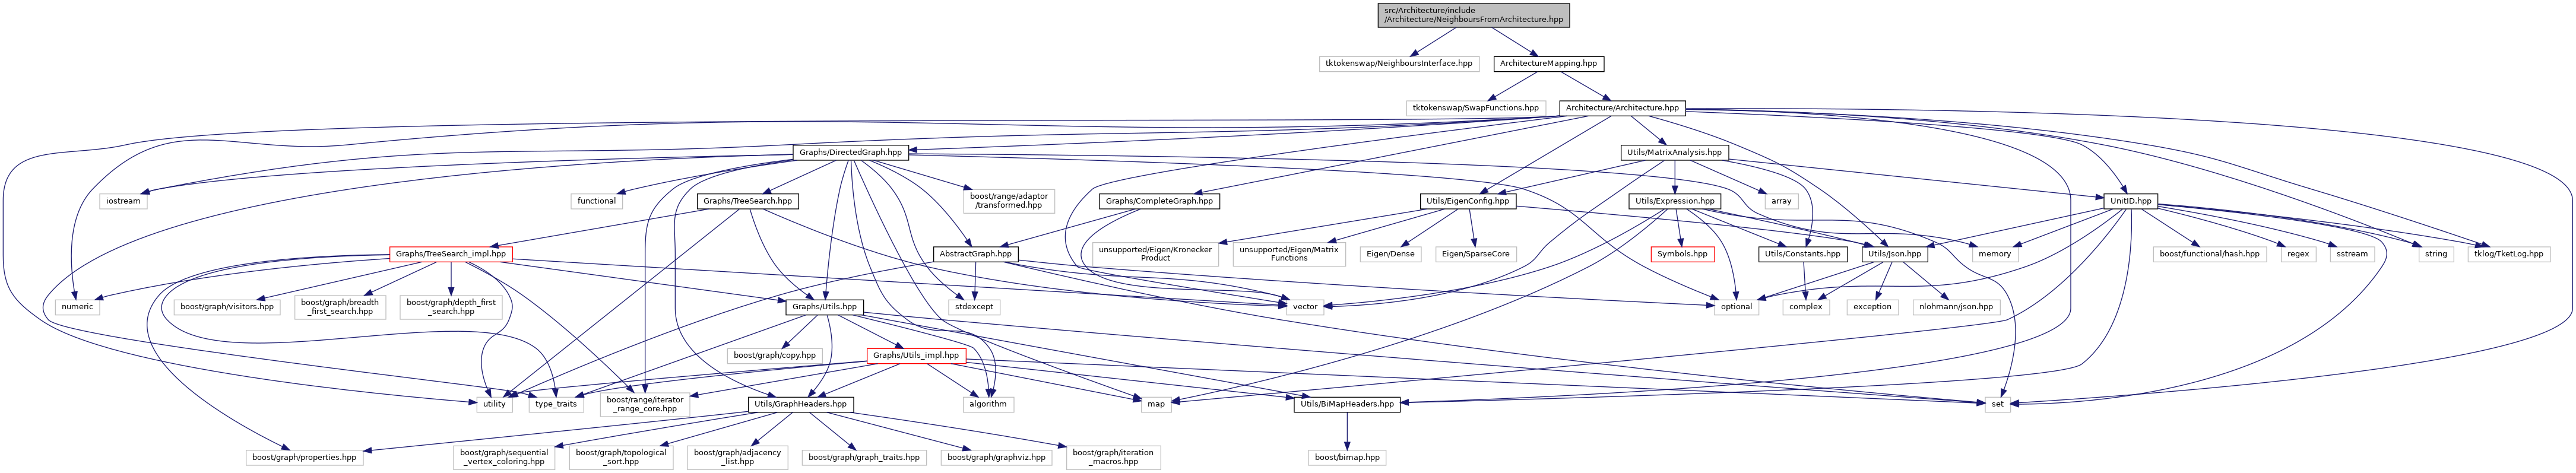 src/Architecture/include
/Architecture/NeighboursFromArchitecture.hpp
tktokenswap/NeighboursInterface.hpp
ArchitectureMapping.hpp
tktokenswap/SwapFunctions.hpp
Architecture/Architecture.hpp
Graphs/DirectedGraph.hpp
Utils/MatrixAnalysis.hpp
iostream
functional
Graphs/TreeSearch.hpp
boost/range/adaptor
/transformed.hpp
Graphs/CompleteGraph.hpp
Utils/EigenConfig.hpp
Utils/Expression.hpp
array
UnitID.hpp
Graphs/TreeSearch_impl.hpp
AbstractGraph.hpp
unsupported/Eigen/Kronecker
Product
unsupported/Eigen/Matrix
Functions
Eigen/Dense
Eigen/SparseCore
Symbols.hpp
Utils/Constants.hpp
Utils/Json.hpp
memory
boost/functional/hash.hpp
regex
sstream
string
tklog/TketLog.hpp
numeric
boost/graph/visitors.hpp
boost/graph/breadth
_first_search.hpp
boost/graph/depth_first
_search.hpp
Graphs/Utils.hpp
stdexcept
vector
optional
complex
exception
nlohmann/json.hpp
boost/graph/copy.hpp
Graphs/Utils_impl.hpp
utility
type_traits
boost/range/iterator
_range_core.hpp
Utils/GraphHeaders.hpp
algorithm
map
Utils/BiMapHeaders.hpp
set
boost/graph/properties.hpp
boost/graph/sequential
_vertex_coloring.hpp
boost/graph/topological
_sort.hpp
boost/graph/adjacency
_list.hpp
boost/graph/graph_traits.hpp
boost/graph/graphviz.hpp
boost/graph/iteration
_macros.hpp
boost/bimap.hpp